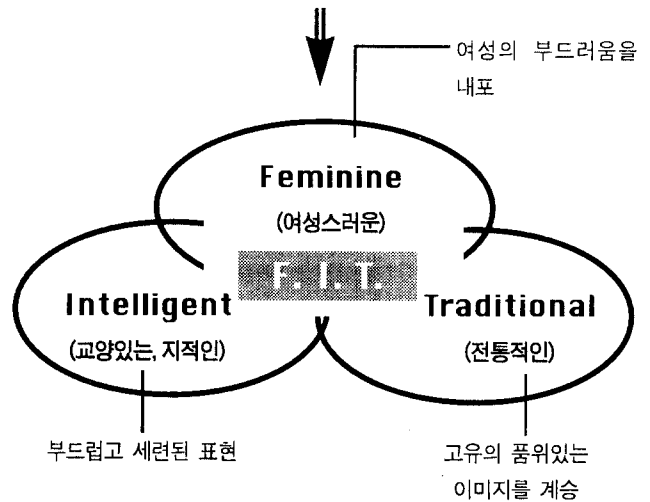 여성의 부드러움을
내포
Feminine
(여성스러운)
F. I. T.
Intelligent
(교양있는, 지적인)
Traditional
(전통적인)
부드럽고 세련된 표현
고유의 품위있는
이미지를 계승